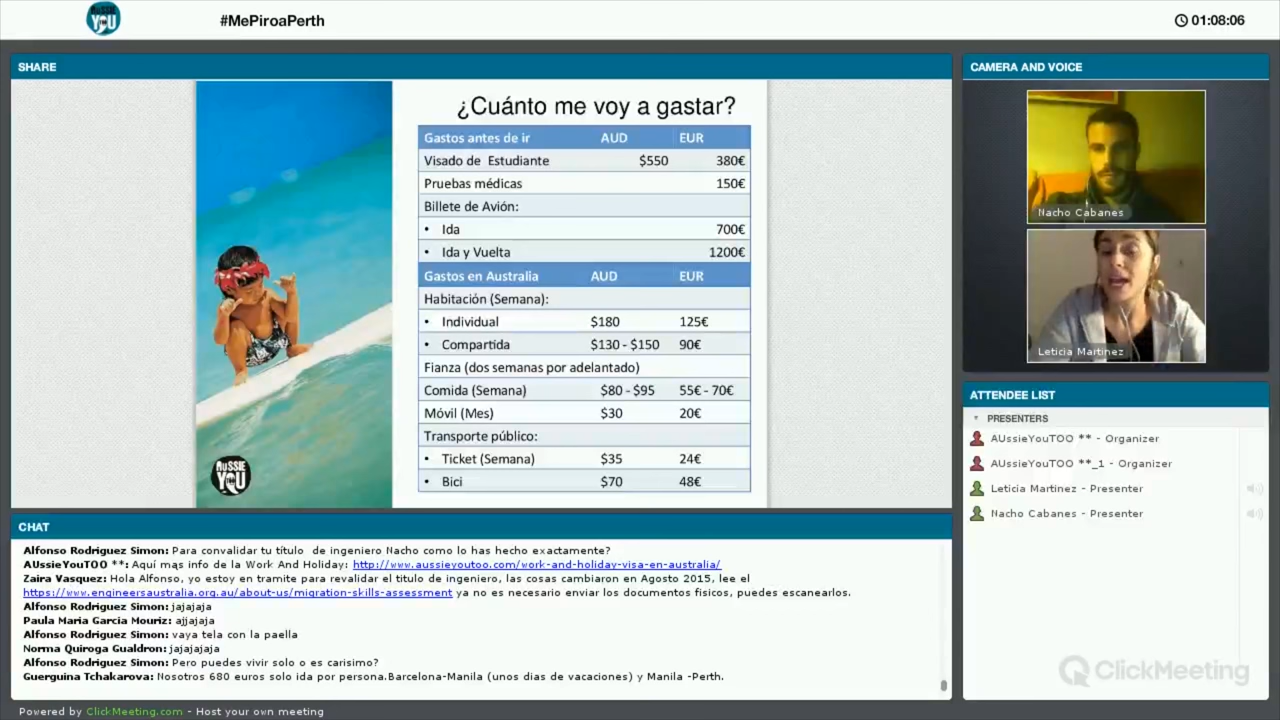 AUSSIE
YOU
#MePiroaPerth
01:08:06
SHARE
¿Cuánto me voy a gastar?
Gastos antes de ir AUD EUR
Visado de Estudiante $550 380€
Pruebas médicas 150€
Billete de Avión:
• Ida 700€
• Ida y Vuelta 1200€
Gastos en Australia AUD EUR
Habitación (Semana):
• Individual $180 125€
• Compartida $130 - $150 90€
Fianza (dos semanas por adelantado)
Comida (Semana) $80 - $95 55€ - 70€
Móvil (Mes) $30 20€
Transporte público:
• Ticket (Semana) $35 24€
• Bici $70 48€
AUSSIE
YOU
CAMERA AND VOICE
Nacho Cabanes
Leticia Martinez
ATTENDEE LIST
PRESENTERS
AUssieYouTOO ** - Organizer
AUssieYouTOO **_1 - Organizer
Leticia Martinez - Presenter
Nacho Cabanes - Presenter
CHAT
Alfonso Rodriguez Simon: Para convalidar tu título de ingeniero Nacho como lo has hecho exactamente?
AUssieYouTOO **: Aquí mąs info de la Work And Holiday: http://www.aussieyoutoo.com/work-and-holiday-visa-en-australia/
Zaira Vasquez: Hola Alfonso, yo estoy en tramite para revalidar el titulo de ingeniero, las cosas cambiaron en Agosto 2015, lee el
https://www.engineersaustralia.org.au/about-us/migration-skills-assessment ya no es necesario enviar los documentos fisicos, puedes escanearlos.
Alfonso Rodriguez Simon: jajajaja
Paula Maria Garcia Mouriz: ajjajaja
Alfonso Rodriguez Simon: vaya tela con la paella
Norma Quiroga Gualdron: jajajajaja
Alfonso Rodriguez Simon: Pero puedes vivir solo o es carisimo?
Guerguina Tchakarova: Nosotros 680 euros solo ida por persona.Barcelona-Manila (unos dias de vacaciones) y Manila -Perth.
ClickMeeting
Powered by ClickMeeting.com - Host your own meeting